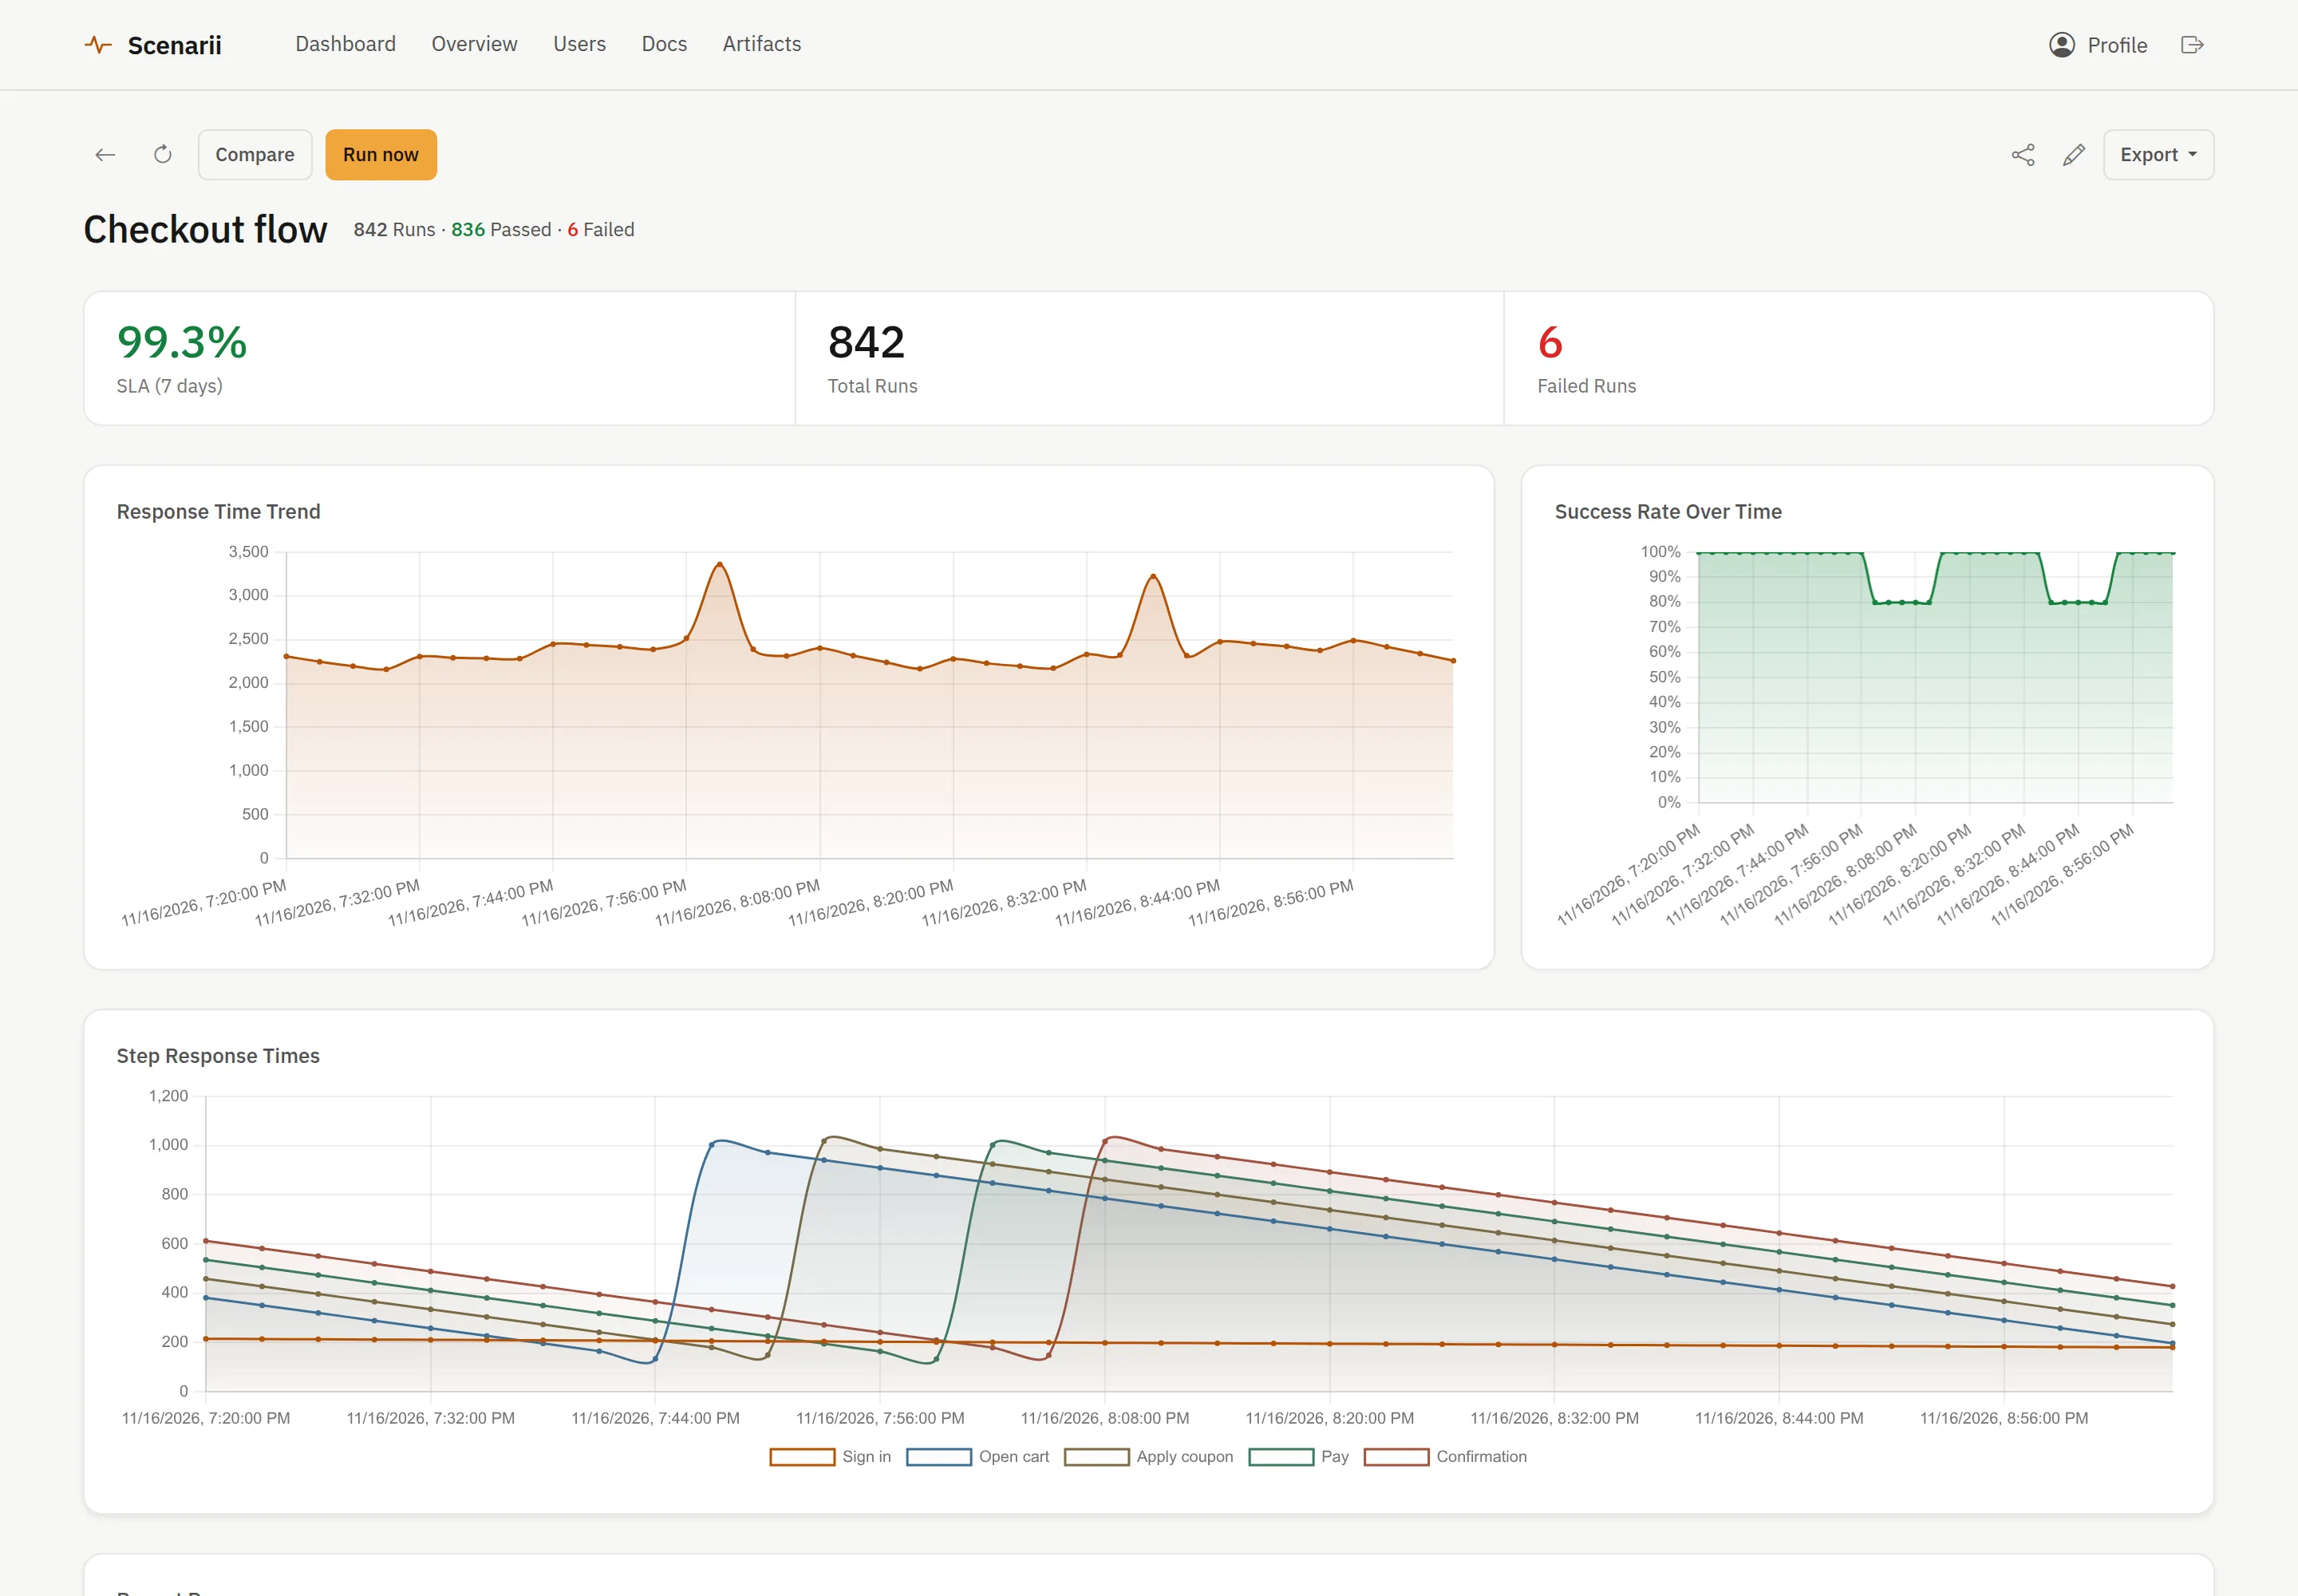 Scenarii
Dashboard Overview Users Docs Artifacts
Profile
Compare
Run now
Export
Checkout flow
842 Runs · 836 Passed · 6 Failed
99.3%
SLA (7 days)
842
Total Runs
6
Failed Runs
Response Time Trend
3,500
3,000
2,500
2,000
1,500
1,000
500
0
11/16/2026, 7:20:00 PM
11/16/2026, 7:32:00 PM
11/16/2026, 7:44:00 PM
11/16/2026, 7:56:00 PM
11/16/2026, 8:08:00 PM
11/16/2026, 8:20:00 PM
11/16/2026, 8:32:00 PM
11/16/2026, 8:44:00 PM
11/16/2026, 8:56:00 PM
Success Rate Over Time
100%
90%
80%
70%
60%
50%
40%
30%
20%
10%
0%
11/16/2026, 7:20:00 PM
11/16/2026, 7:32:00 PM
11/16/2026, 7:44:00 PM
11/16/2026, 7:56:00 PM
11/16/2026, 8:08:00 PM
11/16/2026, 8:20:00 PM
11/16/2026, 8:32:00 PM
11/16/2026, 8:44:00 PM
11/16/2026, 8:56:00 PM
Step Response Times
1,200
1,000
800
600
400
200
0
11/16/2026, 7:20:00 PM
11/16/2026, 7:32:00 PM
11/16/2026, 7:44:00 PM
11/16/2026, 7:56:00 PM
11/16/2026, 8:08:00 PM
11/16/2026, 8:20:00 PM
11/16/2026, 8:32:00 PM
11/16/2026, 8:44:00 PM
11/16/2026, 8:56:00 PM
Sign in Open cart Apply coupon Pay Confirmation